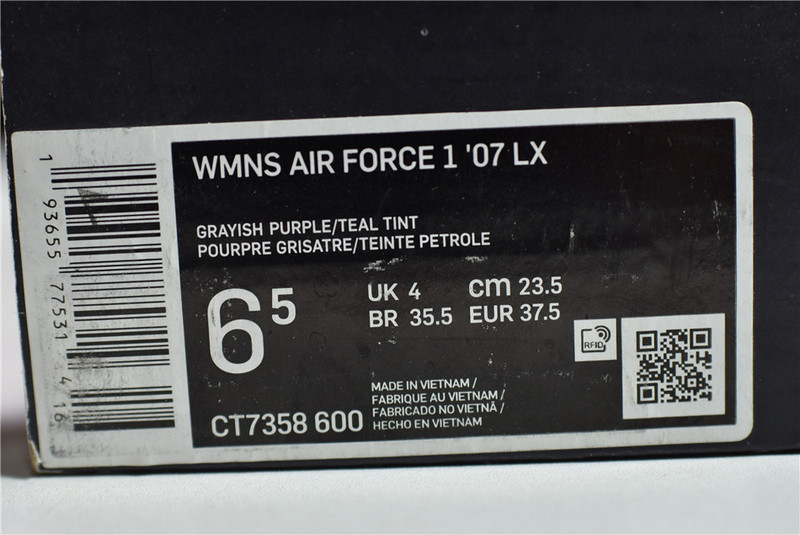 WMNS AIR FORCE 1 '07 LX
GRAYISH PURPLE/TEAL TINT
POURPRE GRISATRE/TEINTE PETROLE
6 5
UK 4 cm 23.5
BR 35.5 EUR 37.5
RFID
MADE IN VIETNAM /
FABRIQUE AU VIETNAM /
FABRICADO NO VIETNÃ /
HECHO EN VIETNAM
CT7358 600
1 93655 77531 4 16